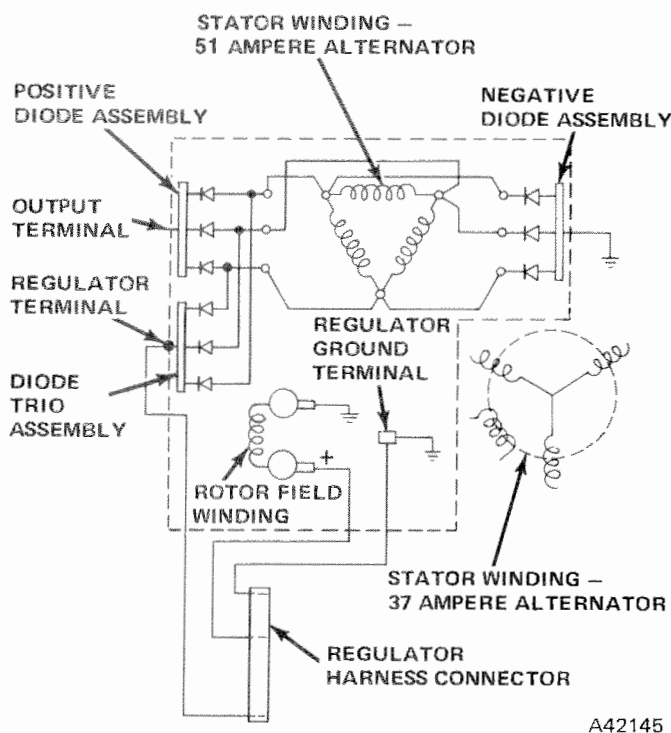 STATOR WINDING –
51 AMPERE ALTERNATOR
POSITIVE
DIODE ASSEMBLY
NEGATIVE
DIODE ASSEMBLY
OUTPUT
TERMINAL
REGULATOR
TERMINAL
REGULATOR
GROUND
TERMINAL
DIODE
TRIO
ASSEMBLY
+
ROTOR FIELD
WINDING
STATOR WINDING –
37 AMPERE ALTERNATOR
REGULATOR
HARNESS CONNECTOR
A42145